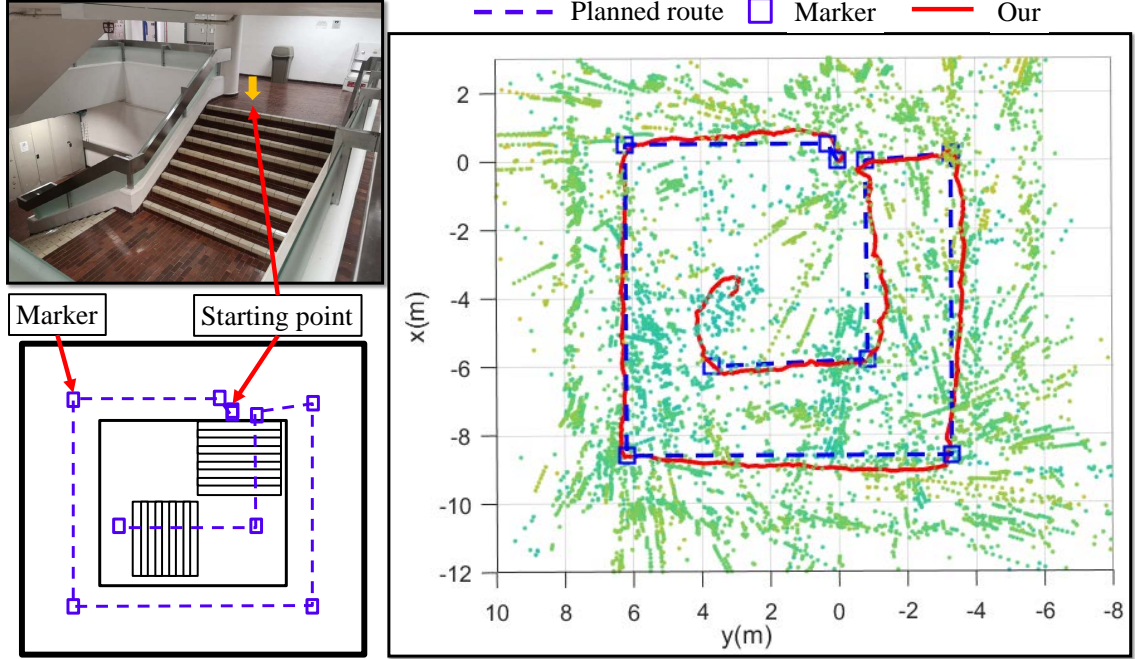 Planned route Marker Our
Marker
Starting point
x(m)
2
0
-2
-4
-6
-8
-10
-12
10 8 6 4 2 0 -2 -4 -6 -8
y(m)